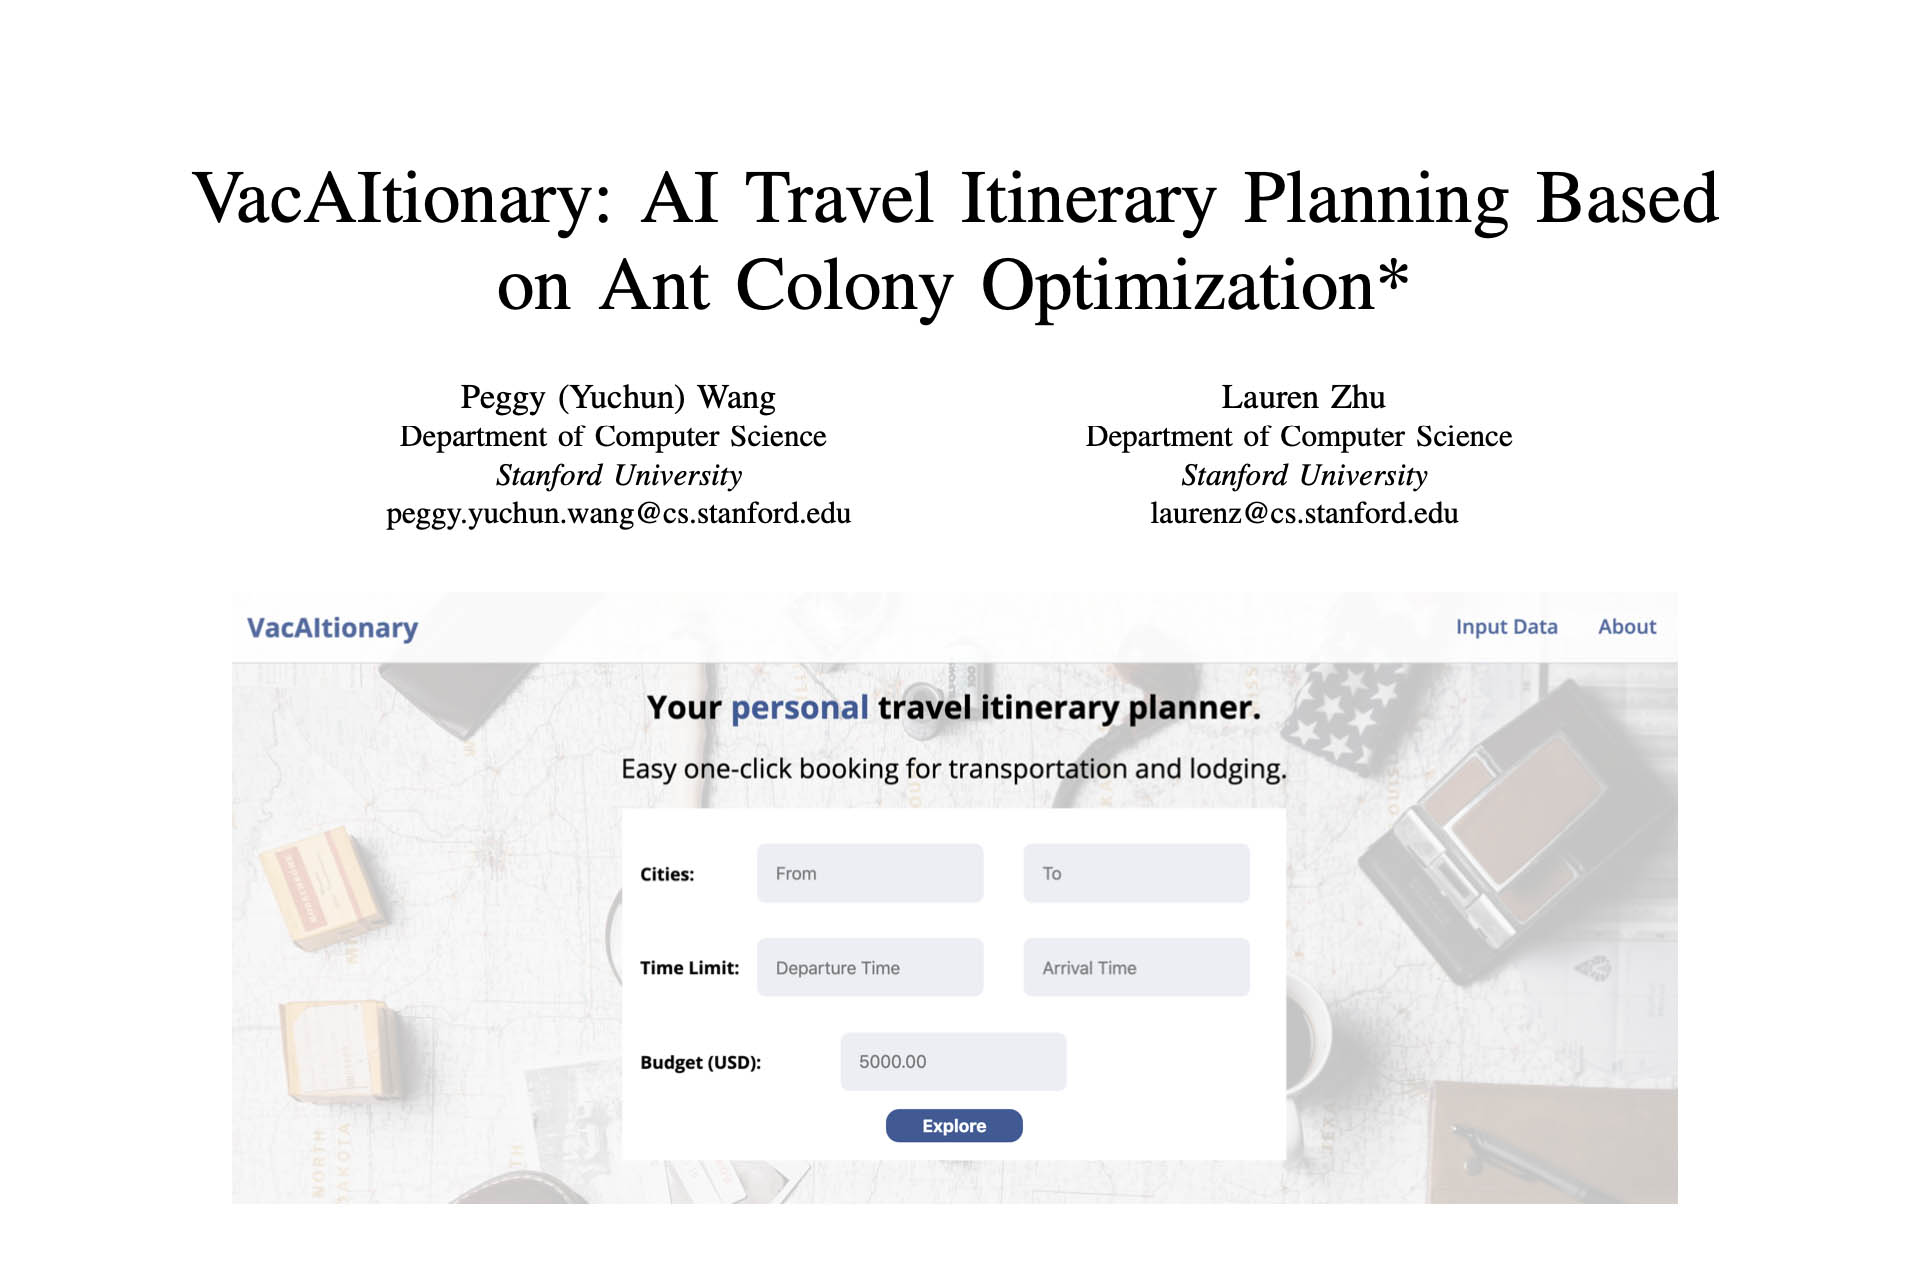 VacAItionary: AI Travel Itinerary Planning Based
on Ant Colony Optimization*
Peggy (Yuchun) Wang
Department of Computer Science
Stanford University
peggy.yuchun.wang@cs.stanford.edu
Lauren Zhu
Department of Computer Science
Stanford University
laurenz@cs.stanford.edu
VacAItionary
Input Data
About
Your personal travel itinerary planner.
Easy one-click booking for transportation and lodging.
Cities:
From
To
Time Limit:
Departure Time
Arrival Time
Budget (USD):
5000.00
Explore
NORTH